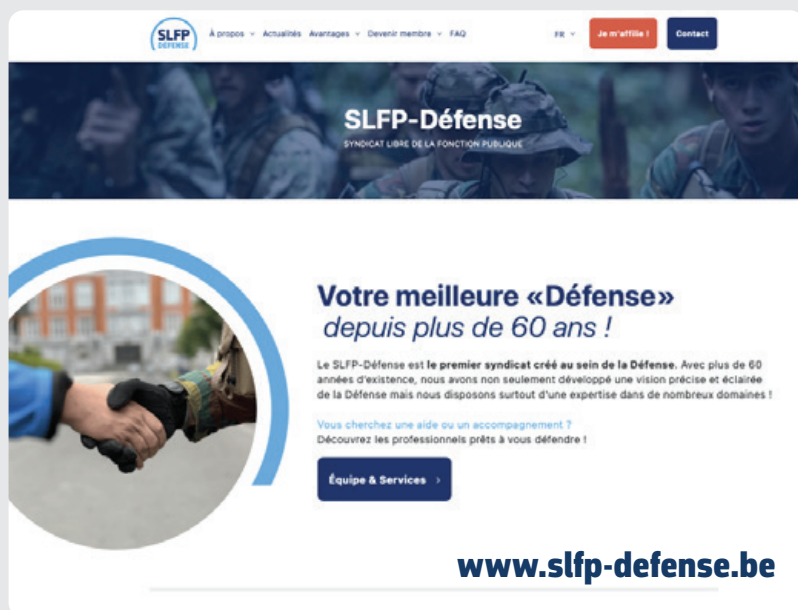 SLFP
DEFENSE
À propos Actualités Avantages Devenir membre FAQ FR Je m'affilie ! Contact
SLFP-Défense
SYNDICAT LIBRE DE LA FONCTION PUBLIQUE
Votre meilleure «Défense»
depuis plus de 60 ans !
Le SLFP-Défense est le premier syndicat créé au sein de la Défense. Avec plus de 60
années d'existence, nous avons non seulement développé une vision précise et éclairée
de la Défense mais nous disposons surtout d'une expertise dans de nombreux domaines !
Vous cherchez une aide ou un accompagnement ?
Découvrez les professionnels prêts à vous défendre !
Équipe & Services
www.slfp-defense.be